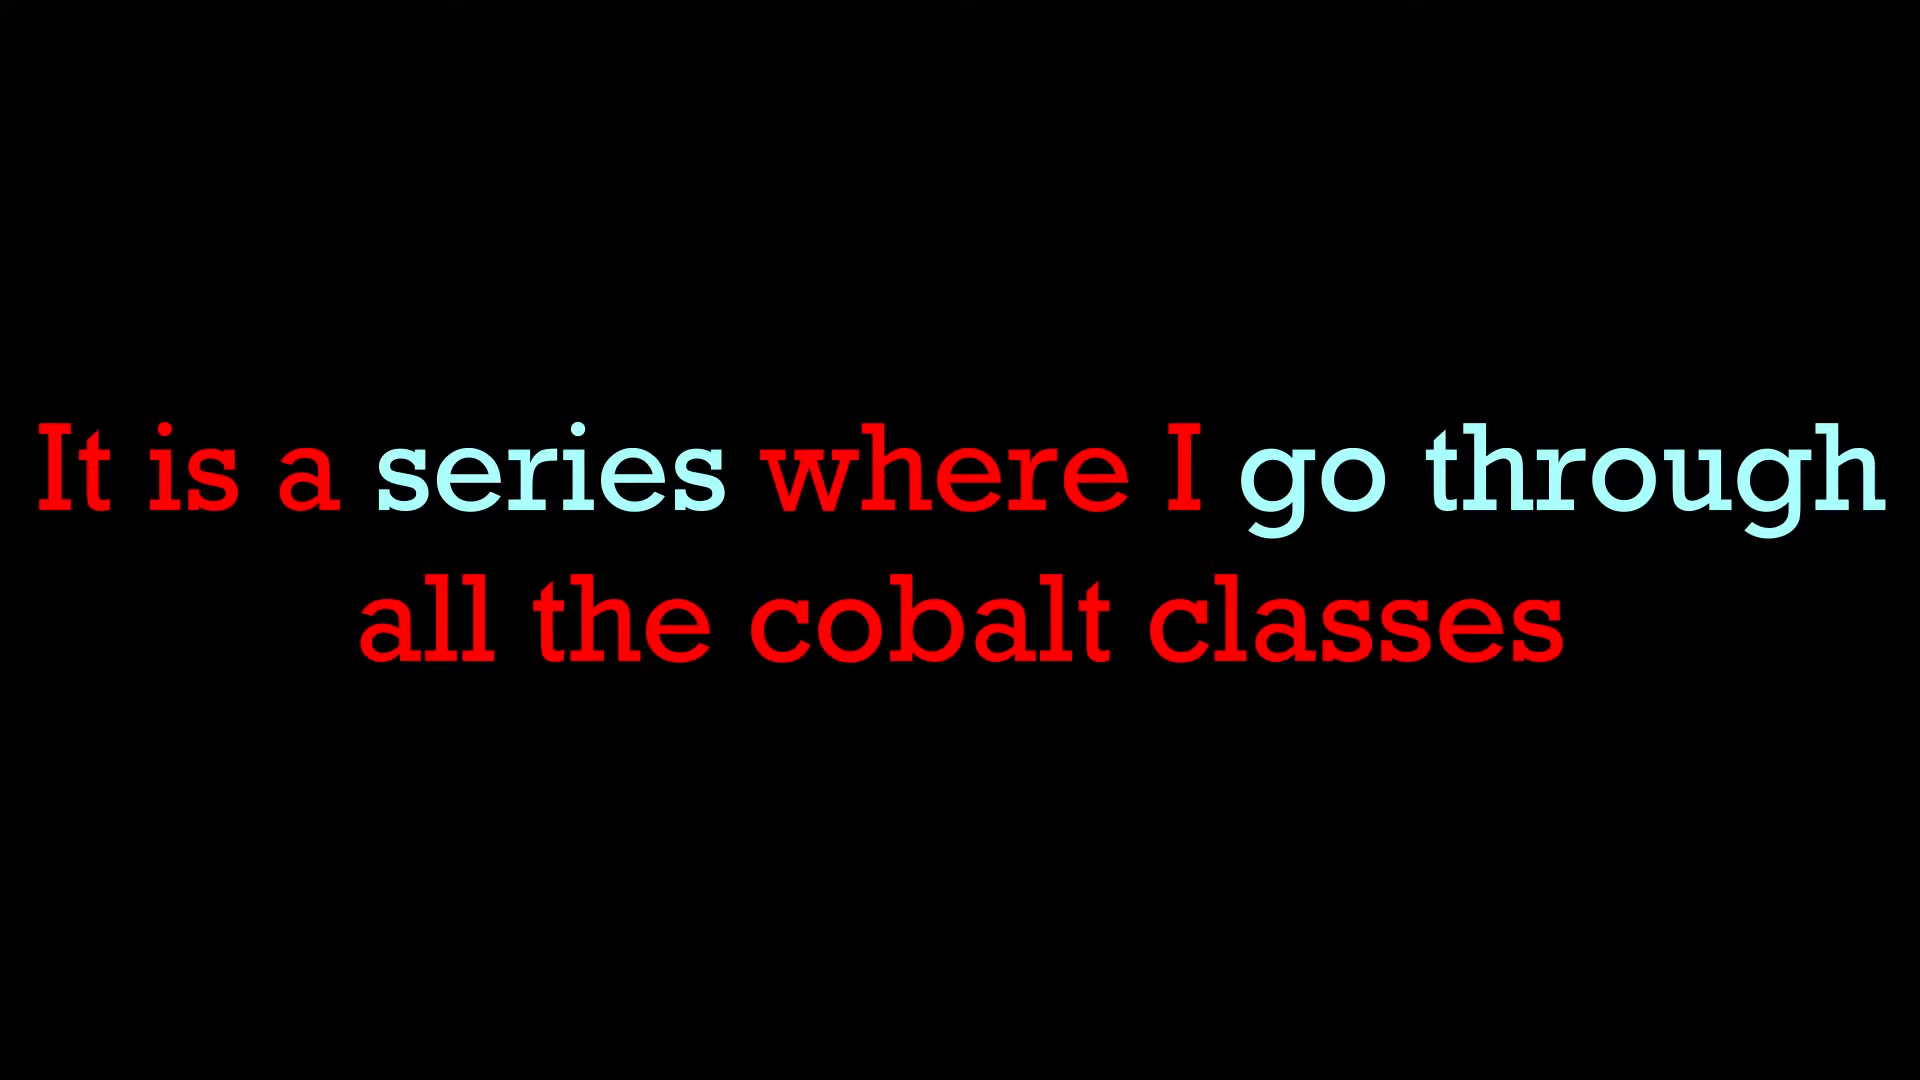 It is a series where I go through
all the cobalt classes